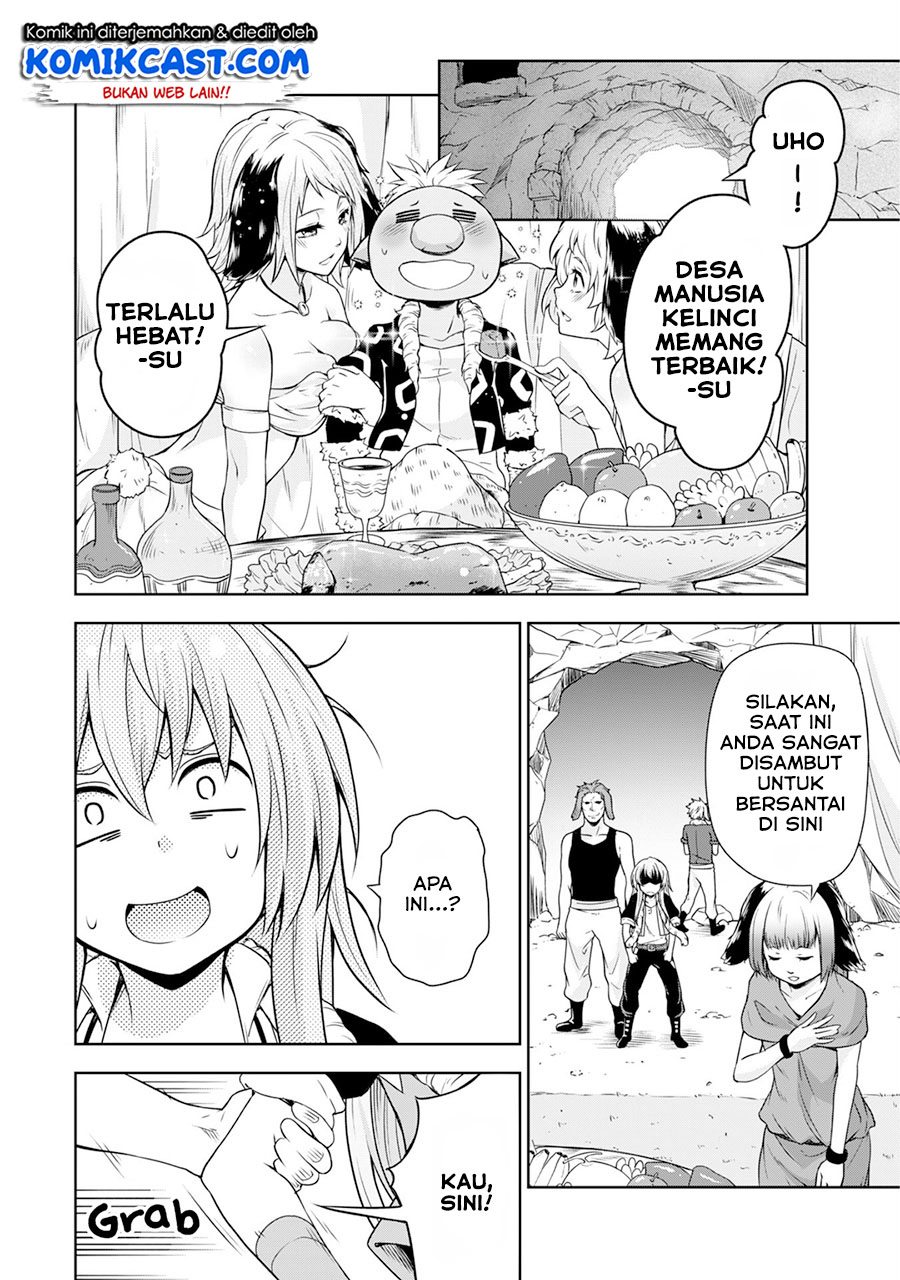 Komik ini diterjemahkan & diedit oleh
KOMIKCAST.COM
BUKAN WEB LAIN!!
UHO
--!
DESA
MANUSIA
KELINCI
MEMANG
TERBAIK!
-SU
TERLALU
HEBAT!
-SU
SILAKAN,
SAAT INI
ANDA SANGAT
DISAMBUT
UNTUK
BERSANTAI
DI SINI
APA
INI...?
KAU,
SINI!
Grab